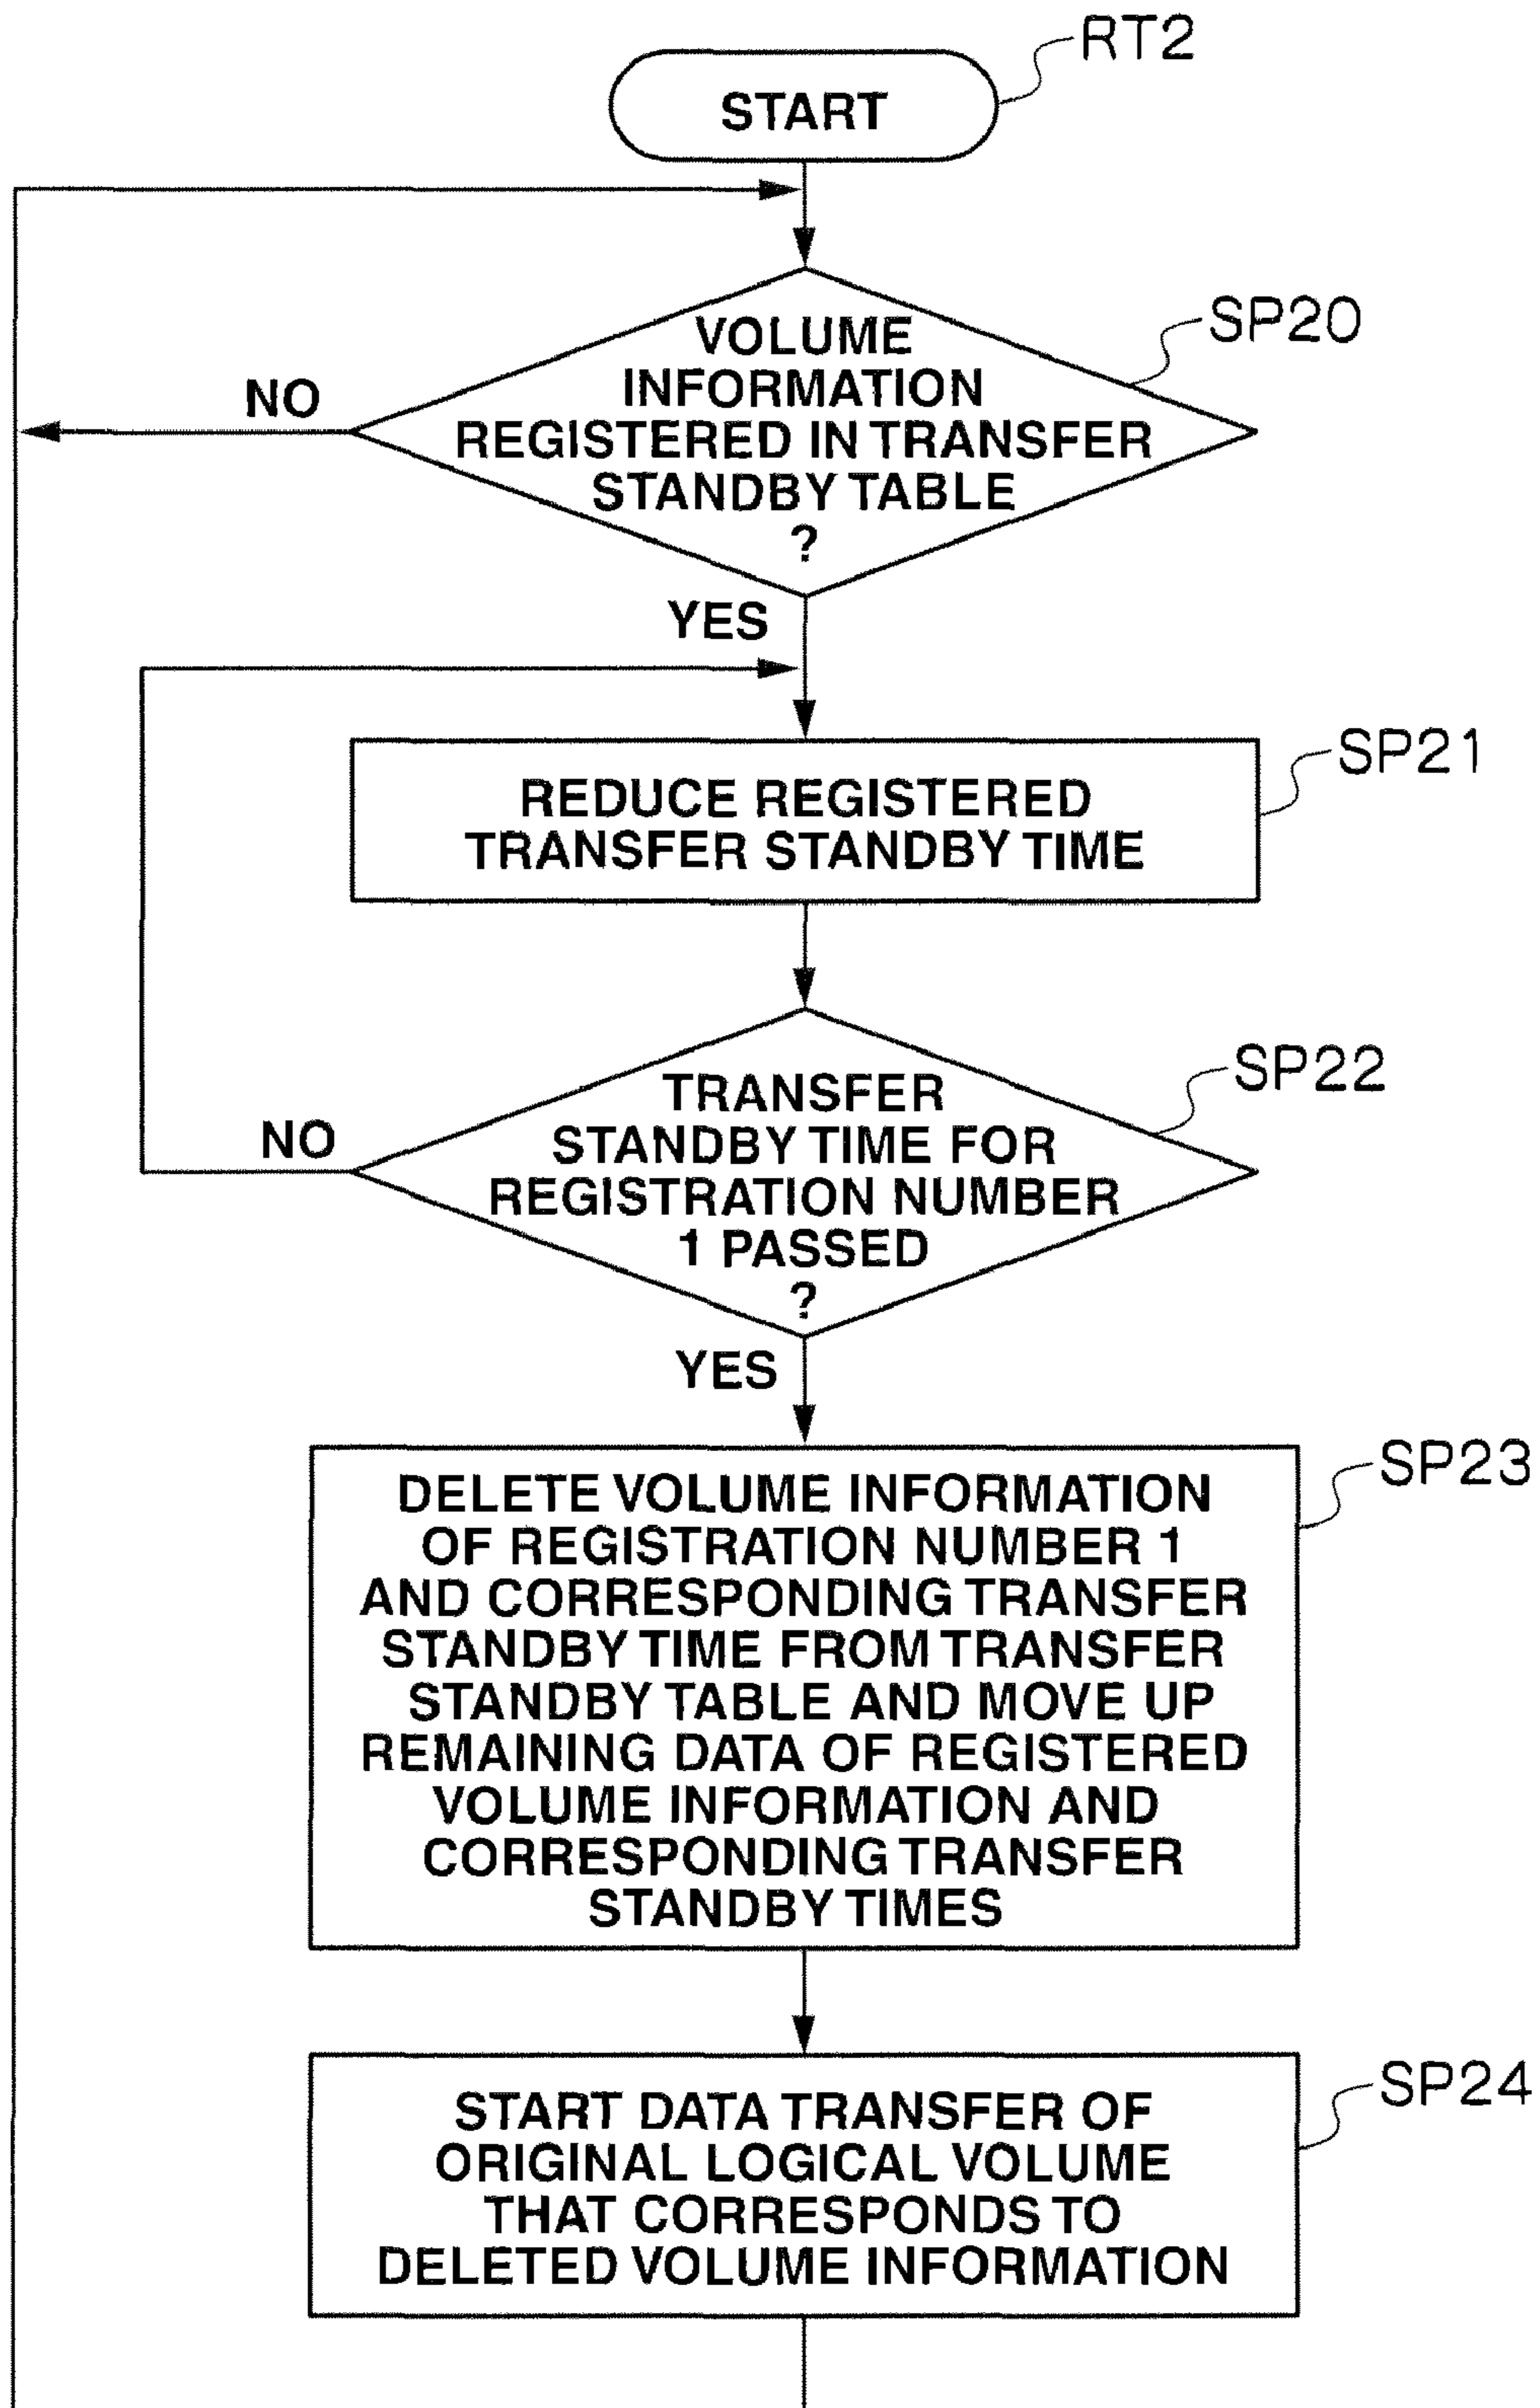 RT2
START
SP20
VOLUME
INFORMATION
REGISTERED IN TRANSFER
STANDBY TABLE
?
NO
YES
SP21
REDUCE REGISTERED
TRANSFER STANDBY TIME
SP22
TRANSFER
STANDBY TIME FOR
REGISTRATION NUMBER
1 PASSED
?
NO
YES
SP23
DELETE VOLUME INFORMATION
OF REGISTRATION NUMBER 1
AND CORRESPONDING TRANSFER
STANDBY TIME FROM TRANSFER
STANDBY TABLE AND MOVE UP
REMAINING DATA OF REGISTERED
VOLUME INFORMATION AND
CORRESPONDING TRANSFER
STANDBY TIMES
SP24
START DATA TRANSFER OF
ORIGINAL LOGICAL VOLUME
THAT CORRESPONDS TO
DELETED VOLUME INFORMATION